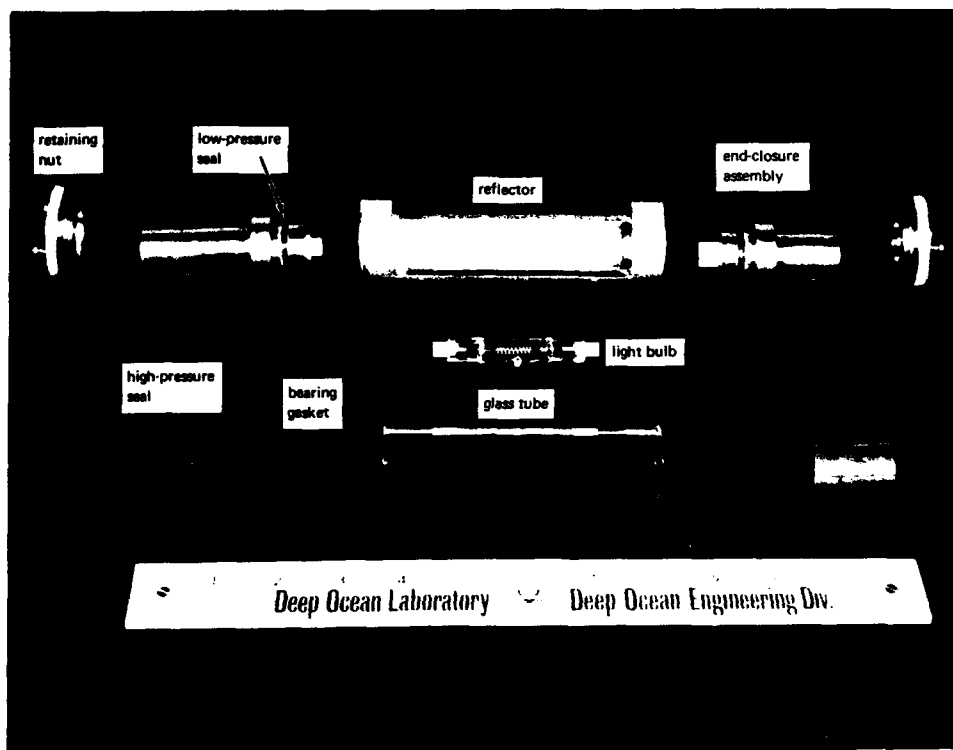 retaining
nut
low-pressure
seal
reflector
end-closure
assembly
light bulb
high-pressure
seal
bearing
gasket
glass tube
Deep Ocean Laboratory Deep Ocean Engineering Div.